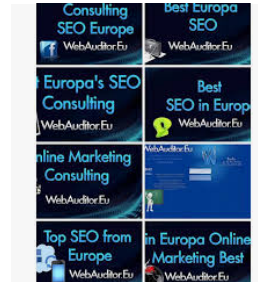 Consulting
SEO Europe
WebAuditor.Eu
Best Europa
SEO
WebAuditor.Eu
t Europa's SEO
Consulting
WebAuditor.Eu
Best
SEO in Europ
WebAuditor.Eu
nline Marketing
Consulting
WebAuditor.Eu
WebAuditor.Eu
Top SEO from
Europe
WebAuditor.Eu
in Europa Online
Marketing Best
WebAuditor.Eu